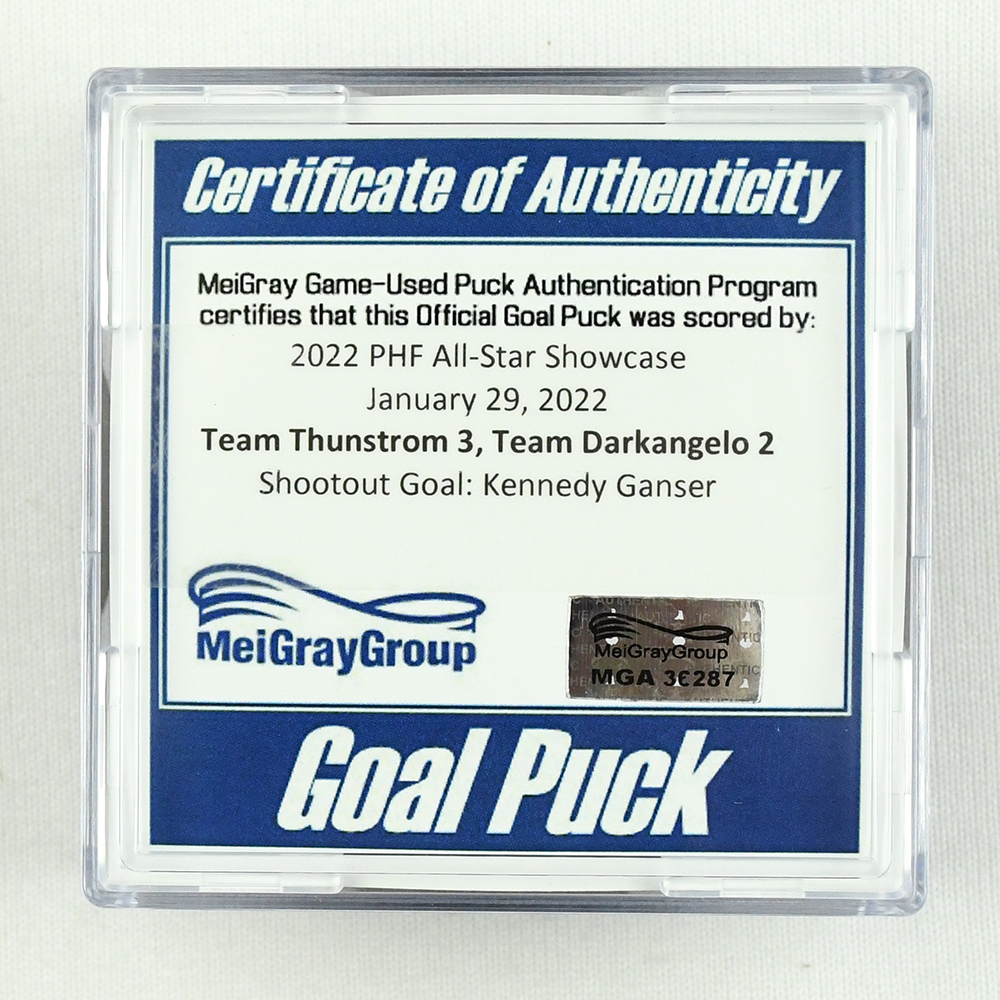 Certificate of Authenticity
MeiGray Game-Used Puck Authentication Program
certifies that this Official Goal Puck was scored by:
2022 PHF All-Star Showcase
January 29, 2022
Team Thunstrom 3, Team Darkangelo 2
Shootout Goal: Kennedy Ganser
MeiGrayGroup
MeiGrayGroup
MGA
Goal Puck